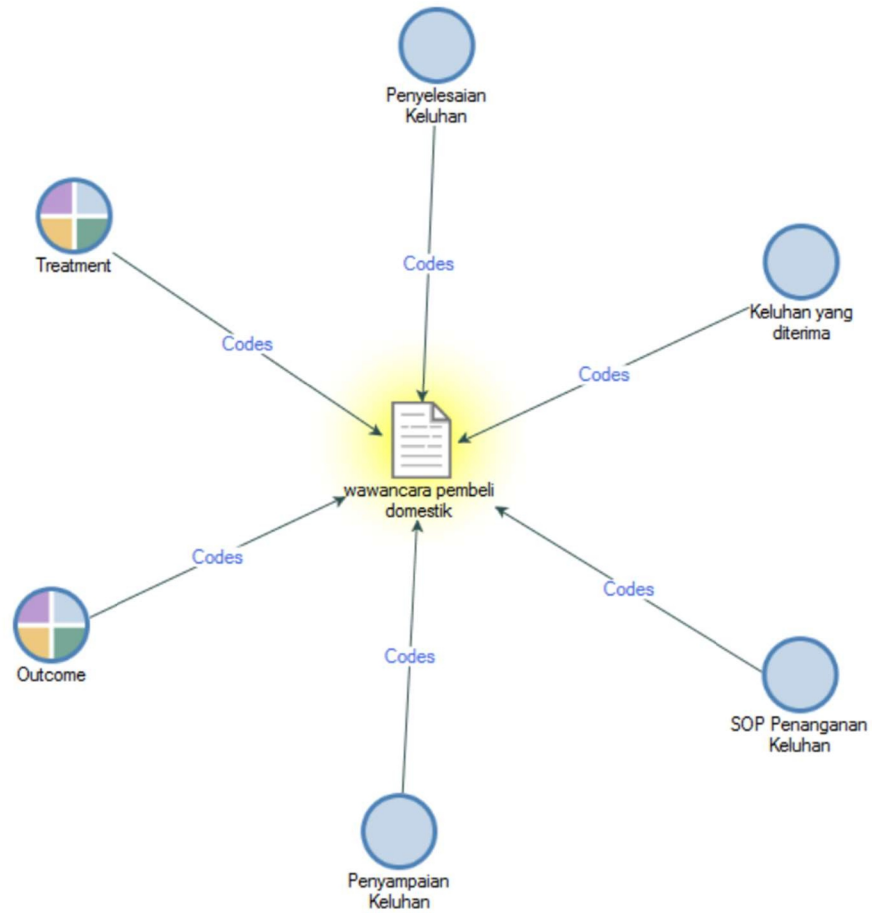 Penyelesaian
Keluhan
Treatment
Codes
Keluhan yang
diterima
Codes
Codes
wawancara pembeli
domestik
Codes
Codes
Outcome
Codes
SOP Penanganan
Keluhan
Penyampaian
Keluhan